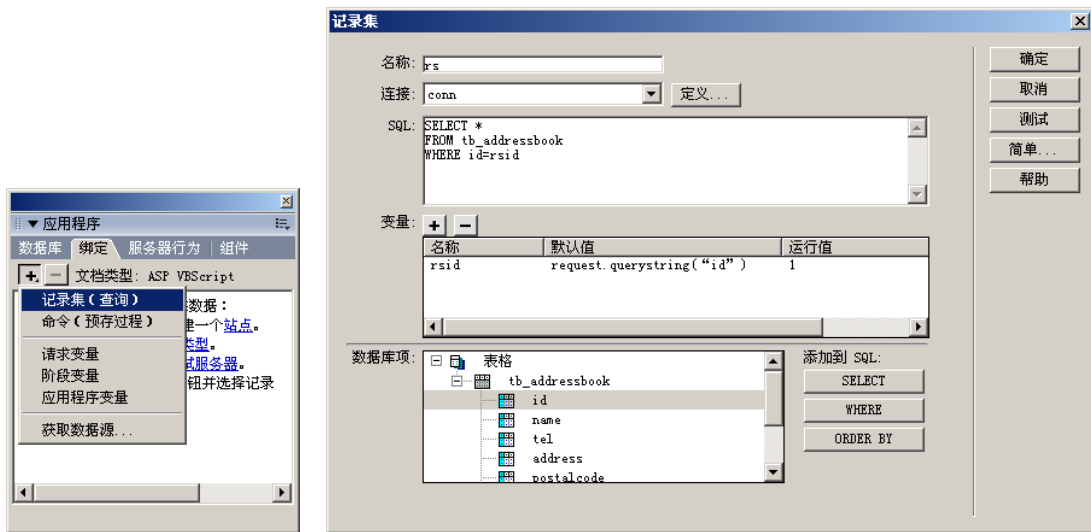 应用程序
数据库 绑定 服务器行为 组件
文档类型: ASP VBScript
记录集(查询)
命令(预存过程)
请求变量
阶段变量
应用程序变量
获取数据源...
数据:
建一个站点。
类型。
试服务器。
钮并选择记录
记录集
名称: rs
连接: conn 定义...
SQL: SELECT *
FROM tb_addressbook
WHERE id=rsid
确定
取消
测试
简单...
帮助
变量:
名称 默认值 运行值
rsid request.querystring(“id”) 1
数据库项: 表格
tb_addressbook
id
name
tel
address
postalcode
添加到 SQL:
SELECT
WHERE
ORDER BY